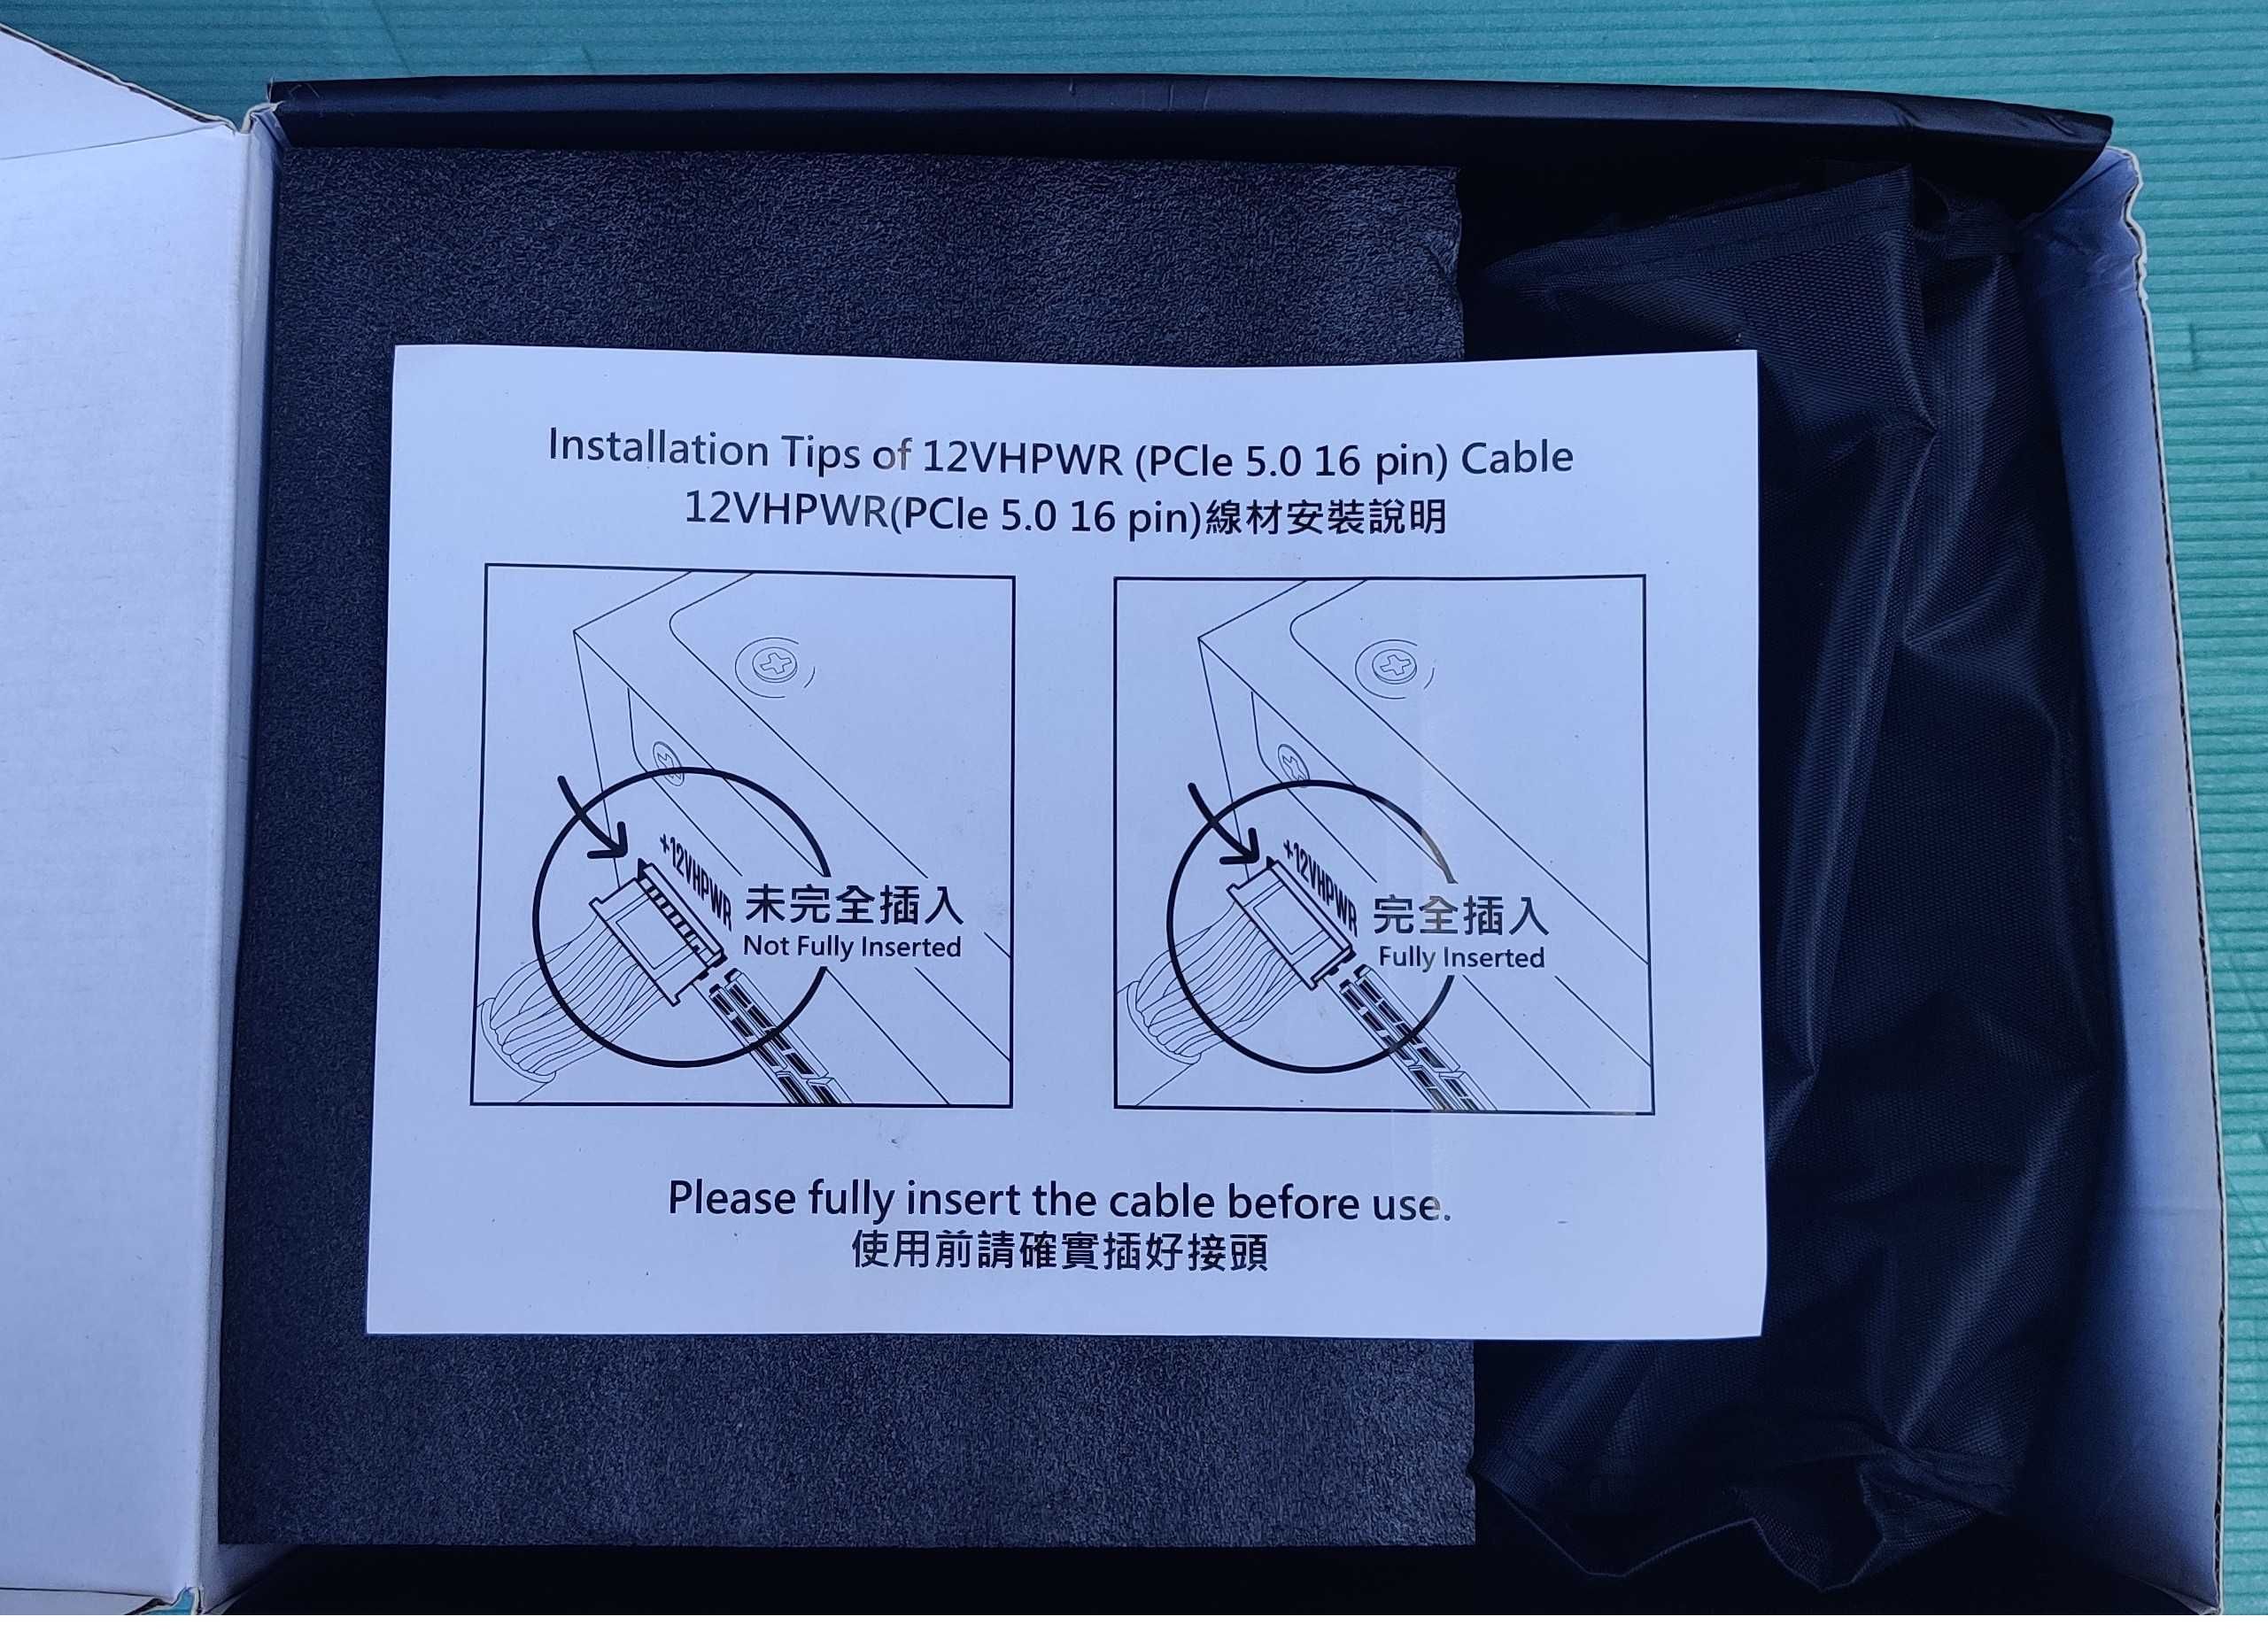 Installation Tips of 12VHPWR (PCIe 5.0 16 pin) Cable
12VHPWR(PCIe 5.0 16 pin)線材安裝說明
+12VHPWR
未完全插入
Not Fully Inserted
+12VHPWR
完全插入
Fully Inserted
Please fully insert the cable before use.
使用前請確實插好接頭